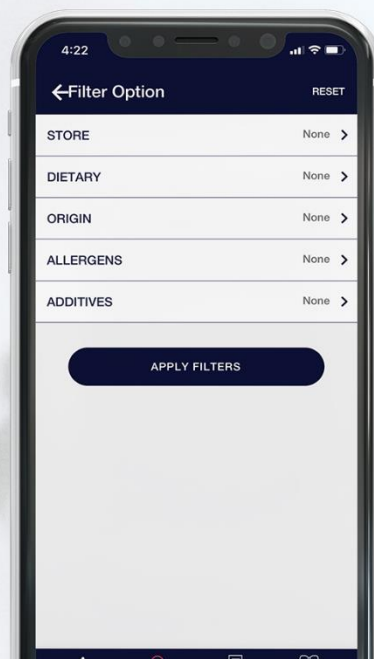 4:22
Filter Option RESET
STORE None
DIETARY None
ORIGIN None
ALLERGENS None
ADDITIVES None
APPLY FILTERS